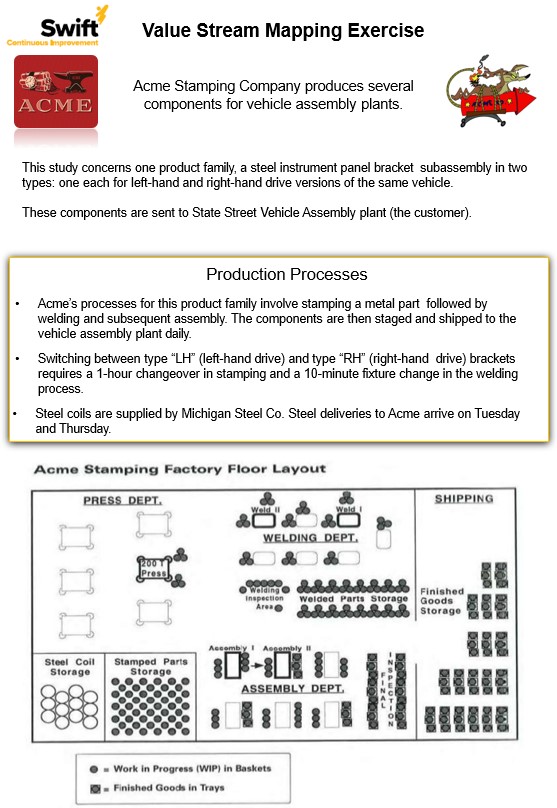 Swift
Continuous Improvement
Value Stream Mapping Exercise
ACME
Acme Stamping Company produces several
components for vehicle assembly plants.
This study concerns one product family, a steel instrument panel bracket subassembly in two
types: one each for left-hand and right-hand drive versions of the same vehicle.
These components are sent to State Street Vehicle Assembly plant (the customer).
Production Processes
• Acme's processes for this product family involve stamping a metal part followed by
welding and subsequent assembly. The components are then staged and shipped to the
vehicle assembly plant daily.
• Switching between type “LH” (left-hand drive) and type “RH” (right-hand drive) brackets
requires a 1-hour changeover in stamping and a 10-minute fixture change in the welding
process.
• Steel coils are supplied by Michigan Steel Co. Steel deliveries to Acme arrive on Tuesday
and Thursday.
Acme Stamping Factory Floor Layout
PRESS DEPT.
200 T
Press
Weld II
Weld I
WELDING DEPT.
Welding
Inspection
Area
Welded Parts Storage
SHIPPING
Finished
Goods
Storage
Steel Coil
Storage
Stamped Parts
Storage
Assembly I
Assembly II
ASSEMBLY DEPT.
FINAL
INSPECTION
= Work in Progress (WIP) in Baskets
= Finished Goods in Trays